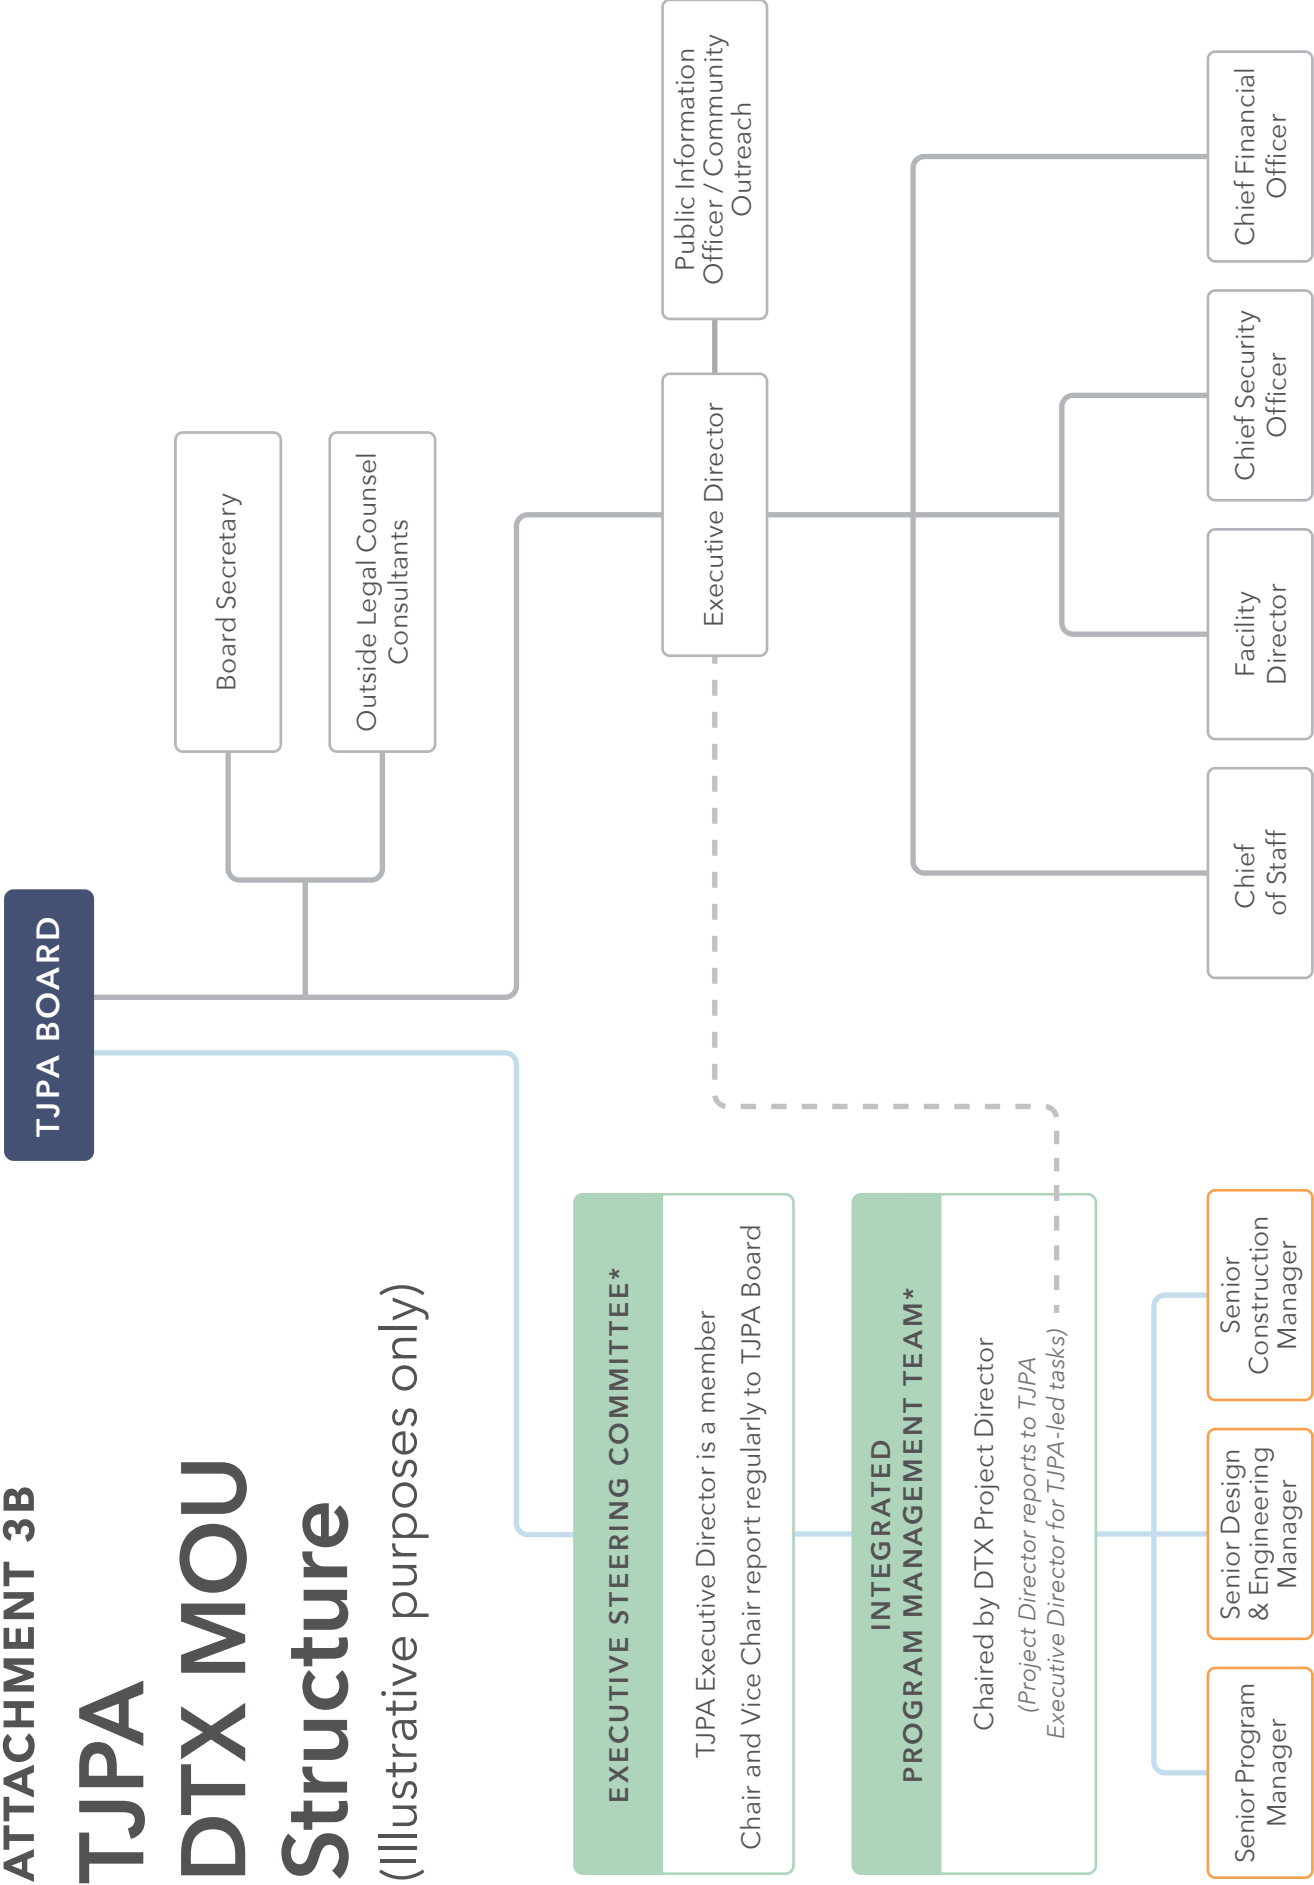 ATTACHMENT 3B
TJPA
DTX MOU
Structure
(Illustrative purposes only)
TJPA BOARD
Board Secretary
Outside Legal Counsel
Consultants
EXECUTIVE STEERING COMMITTEE*
TJPA Executive Director is a member
Chair and Vice Chair report regularly to TJPA Board
Executive Director
Public Information
Officer / Community
Outreach
INTEGRATED
PROGRAM MANAGEMENT TEAM*
Chaired by DTX Project Director
(Project Director reports to TJPA
Executive Director for TJPA-led tasks)
Senior Program
Manager
Senior Design
& Engineering
Manager
Senior
Construction
Manager
Chief
of Staff
Facility
Director
Chief Security
Officer
Chief Financial
Officer